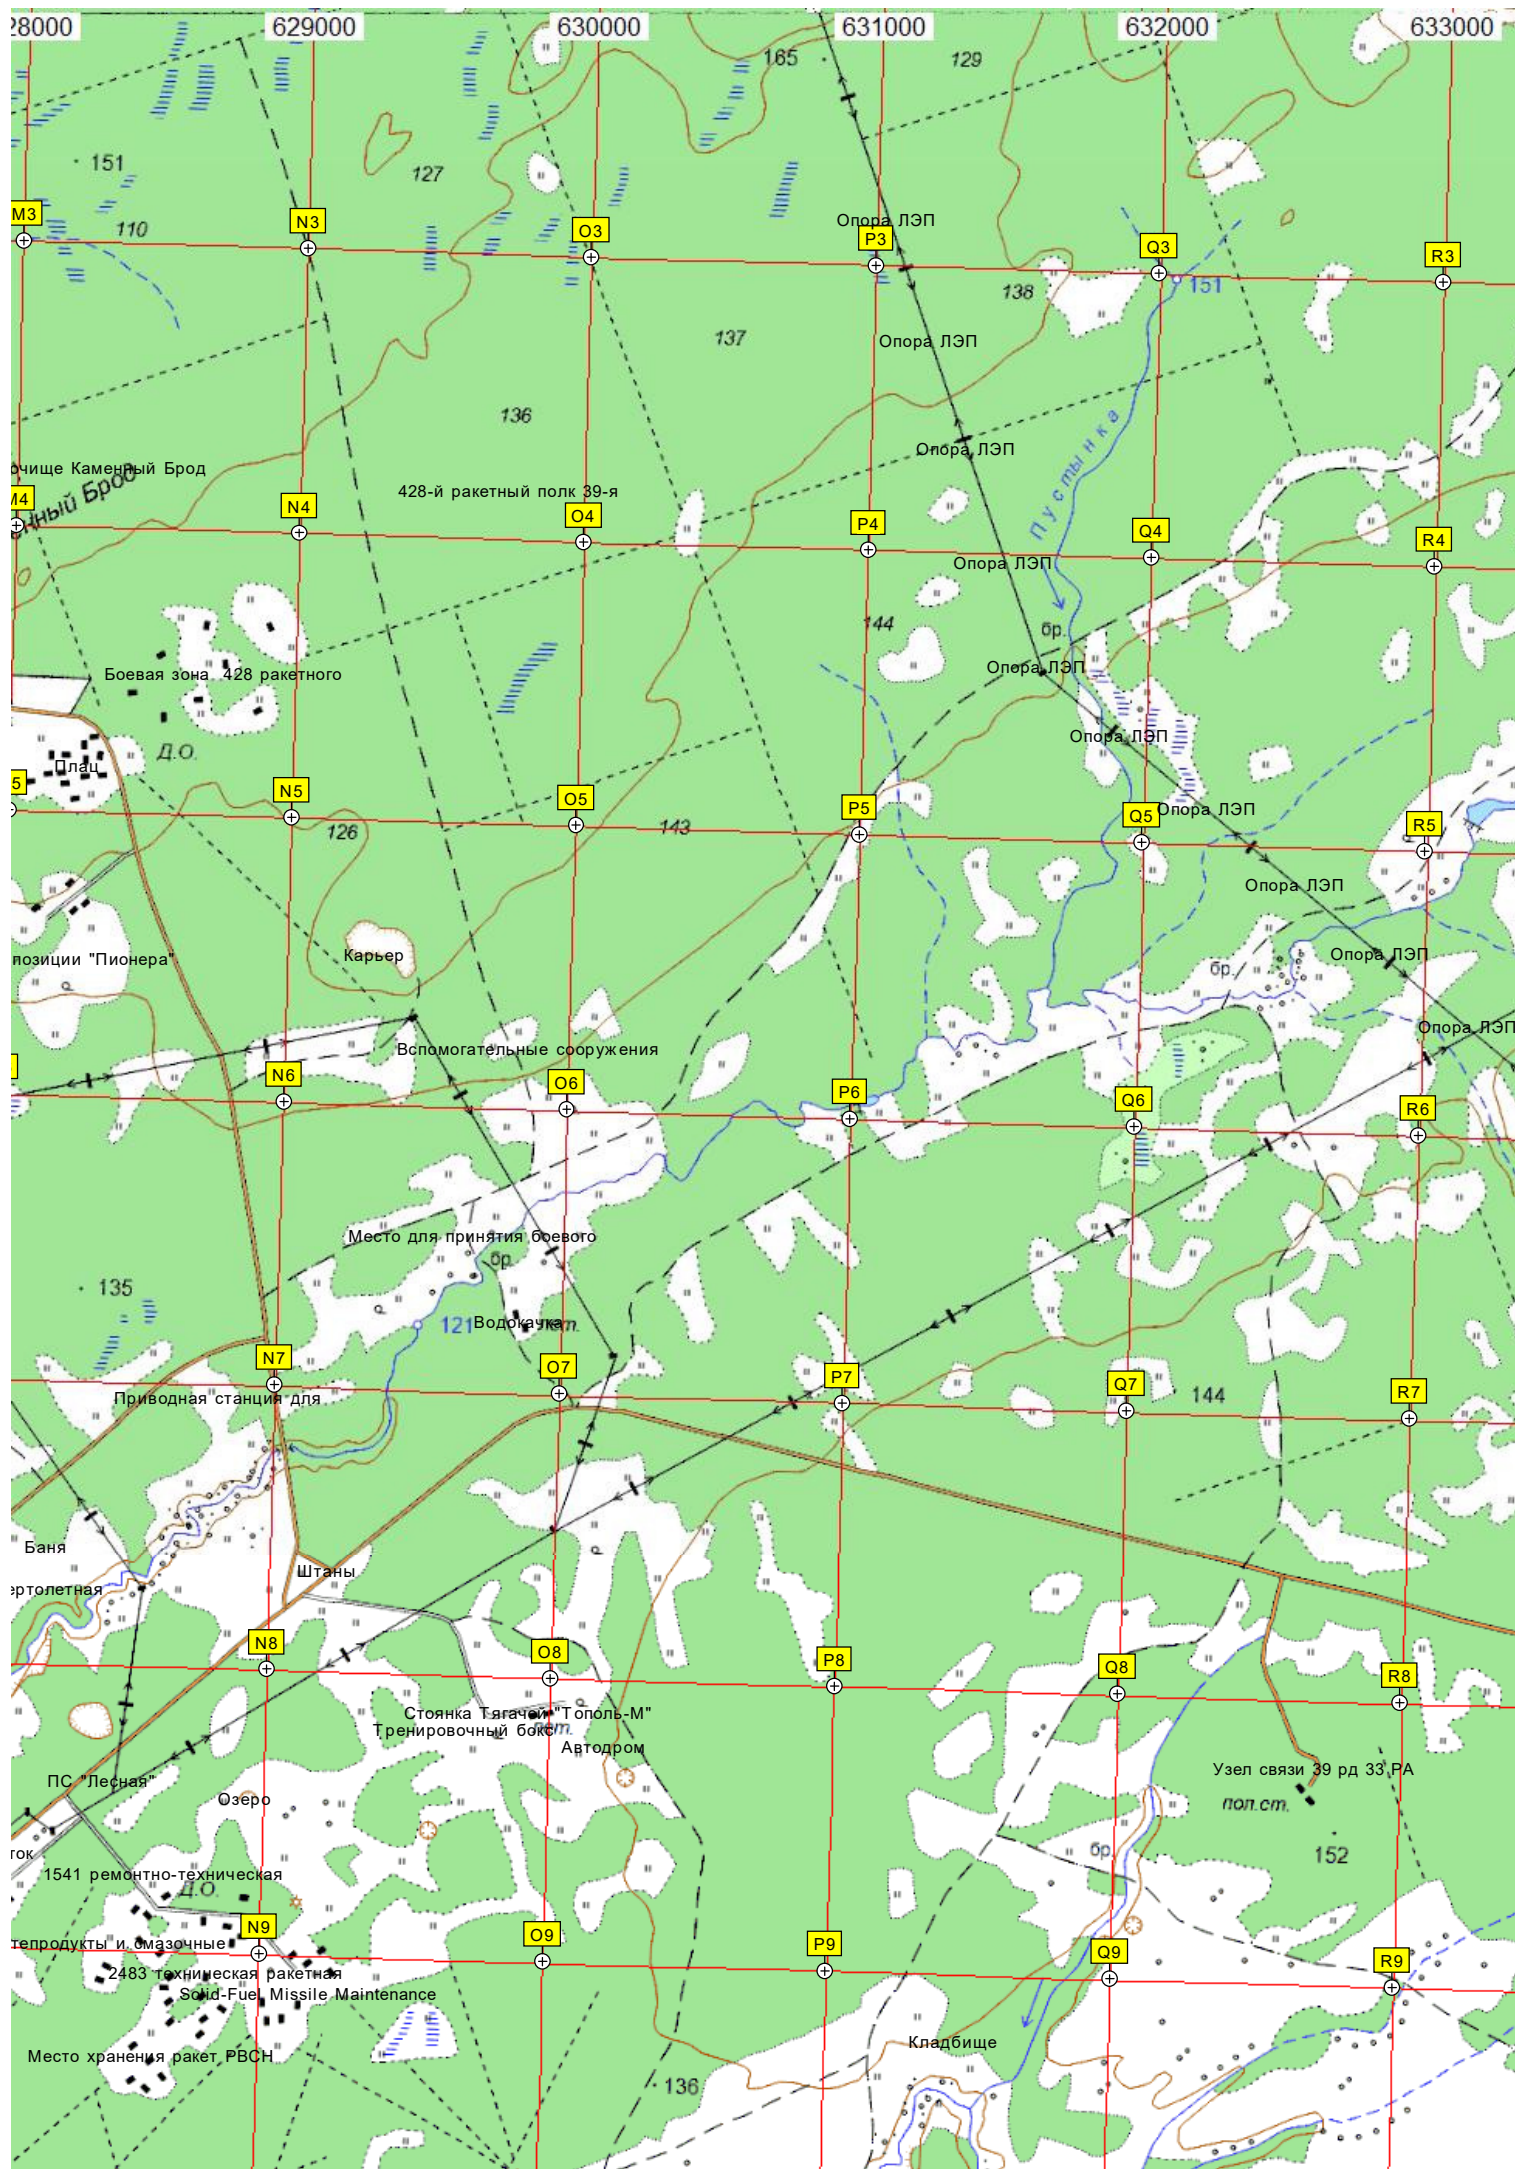 28000 629000 630000 631000 632000 633000
165
129
151
127
M3
N3
O3
Опора ЛЭП
P3
Q3
R3
110
138
151
137
Опора ЛЭП
136
Пустынка
Опора ЛЭП
очище Каменный Брод
нный Брод
428-й ракетный полк 39-я
M4
N4
O4
P4
Q4
R4
Опора ЛЭП
144
бр.
Опора ЛЭП
Боевая зона 428 ракетного
Опора ЛЭП
Д.О.
Плац
5
N5
O5
P5
Q5
Опора ЛЭП
R5
126
143
Опора ЛЭП
Карьер
позиции "Пионера"
Опора ЛЭП
бр.
Опора ЛЭП
Вспомогательные сооружения
N6
O6
P6
Q6
R6
Место для принятия боевого
бр.
135
121
Водокачка
лет.
N7
O7
P7
Q7
R7
144
Приводная станция для
Баня
Штаны
ертолетная
N8
O8
P8
Q8
R8
Стоянка Тягачей "Тополь-М"
Тренировочный бокс
лет.
Автодром
ПС "Лесная"
Узел связи 39 рд 33 РА
Озеро
пол.ст.
бр.
152
ток
1541 ремонтно-техническая
Д.О.
N9
O9
P9
Q9
R9
тепродукты и смазочные
2483 техническая ракетная
Solid-Fuel Missile Maintenance
Кладбище
Место хранения ракет РВСН
136